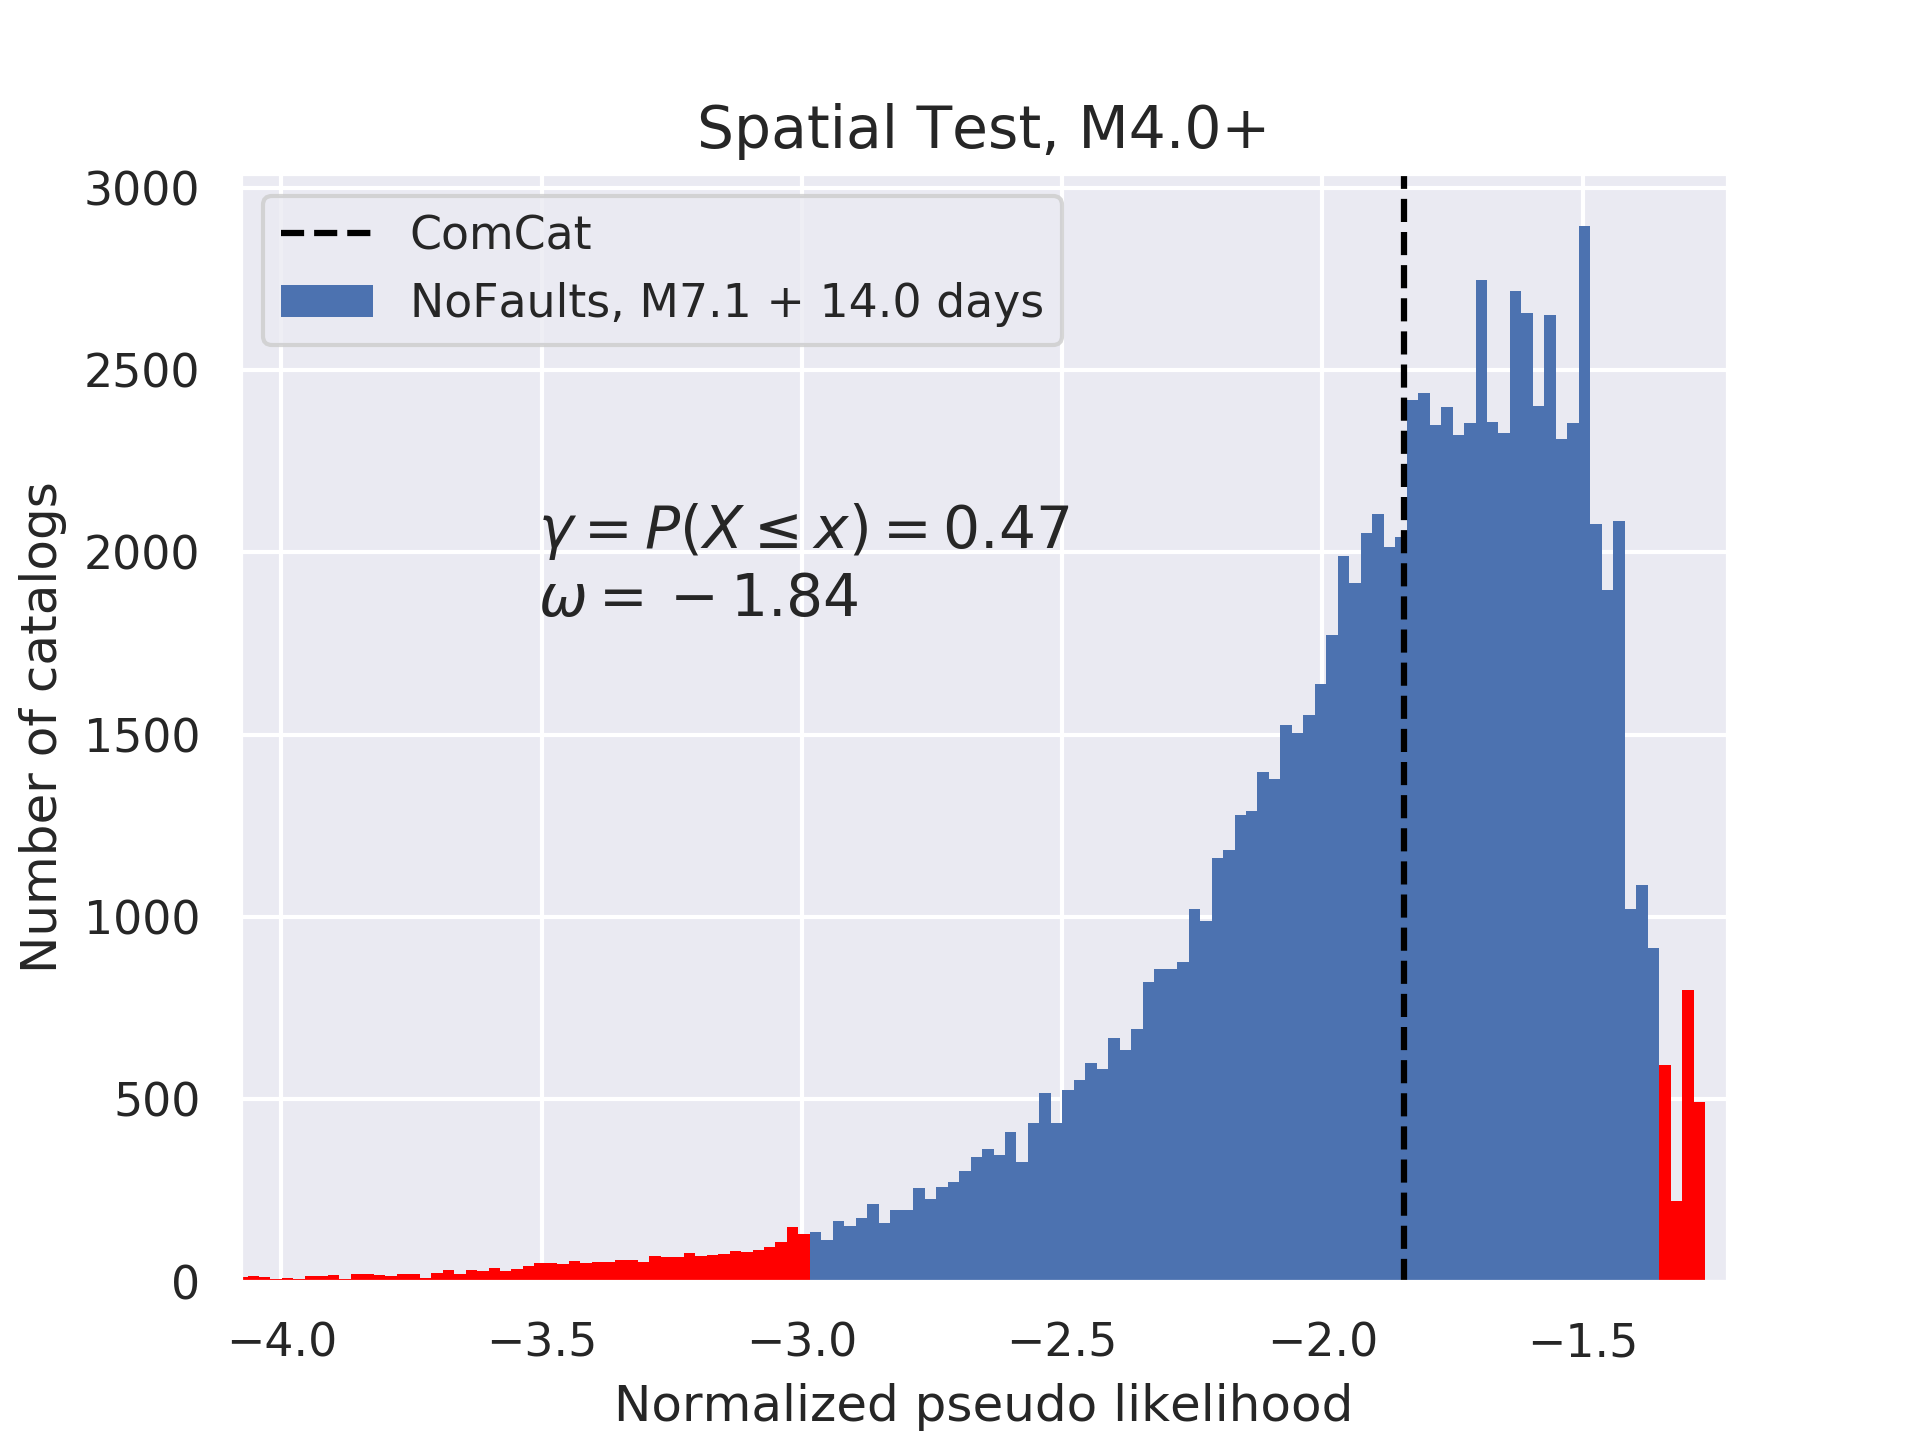 Spatial Test, M4.0+
ComCat
NoFaults, M7.1 + 14.0 days
γ = P(X ≤ x) = 0.47
ω = −1.84
Number of catalogs
3000
2500
2000
1500
1000
500
0
−4.0 −3.5 −3.0 −2.5 −2.0 −1.5
Normalized pseudo likelihood